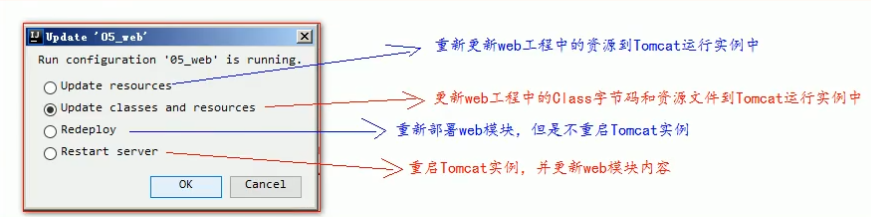 Update '05_web'
Run configuration '05_web' is running.
Update resources
重新更新web工程中的资源到Tomcat运行实例中
Update classes and resources
更新web工程中的Class字节码和资源文件到Tomcat运行实例中
Redeploy
重新部署web模块，但是不重启Tomcat实例
Restart server
重启Tomcat实例，并更新web模块内容
OK
Cancel